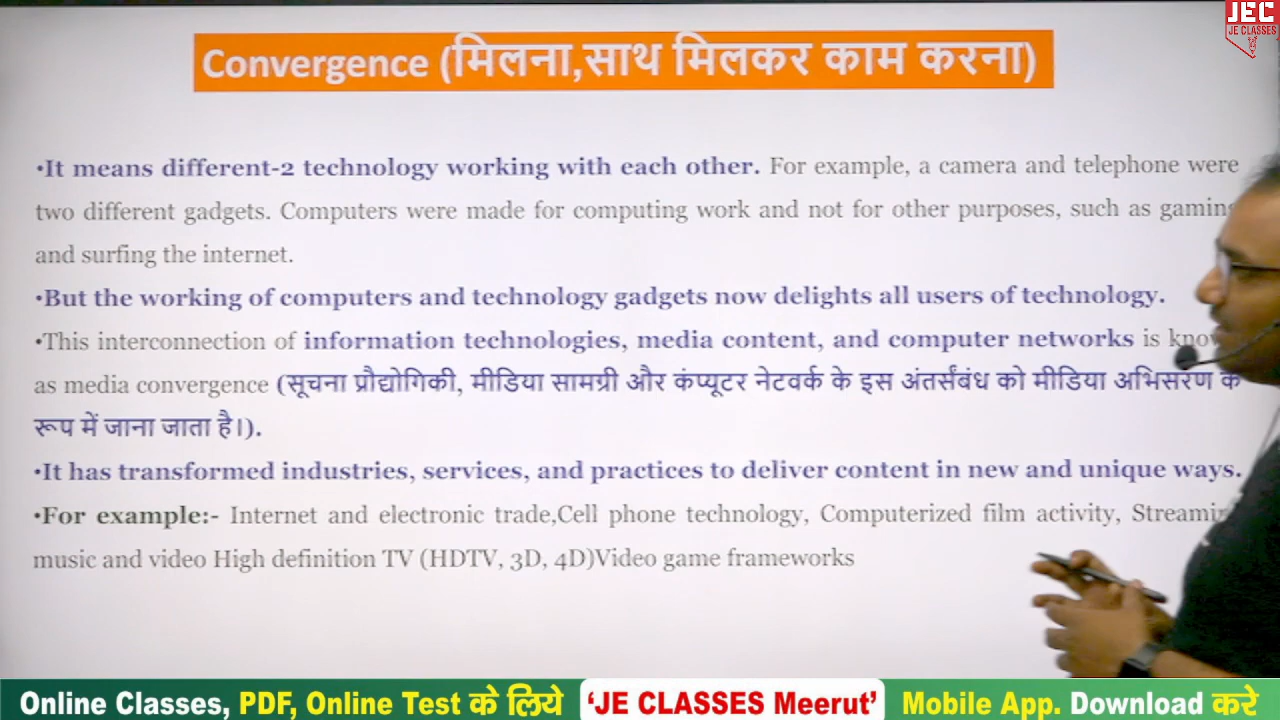 JEC
JE CLASSES
Convergence (मिलना,साथ मिलकर काम करना)
•It means different-2 technology working with each other. For example, a camera and telephone were
two different gadgets. Computers were made for computing work and not for other purposes, such as gaming
and surfing the internet.
•But the working of computers and technology gadgets now delights all users of technology.
•This interconnection of information technologies, media content, and computer networks is
as media convergence (सूचना प्रौद्योगिकी, मीडिया सामग्री और कंप्यूटर नेटवर्क के इस अंतर्संबंध को मीडिया अभिसरण के
रूप में जाना जाता है।).
•It has transformed industries, services, and practices to deliver content in new and unique ways.
•For example:- Internet and electronic trade,Cell phone technology, Computerized film activity,
music and video High definition TV (HDTV, 3D, 4D)Video game frameworks
Online Classes, PDF, Online Test के लिये 'JE CLASSES Meerut' Mobile App. Download करे